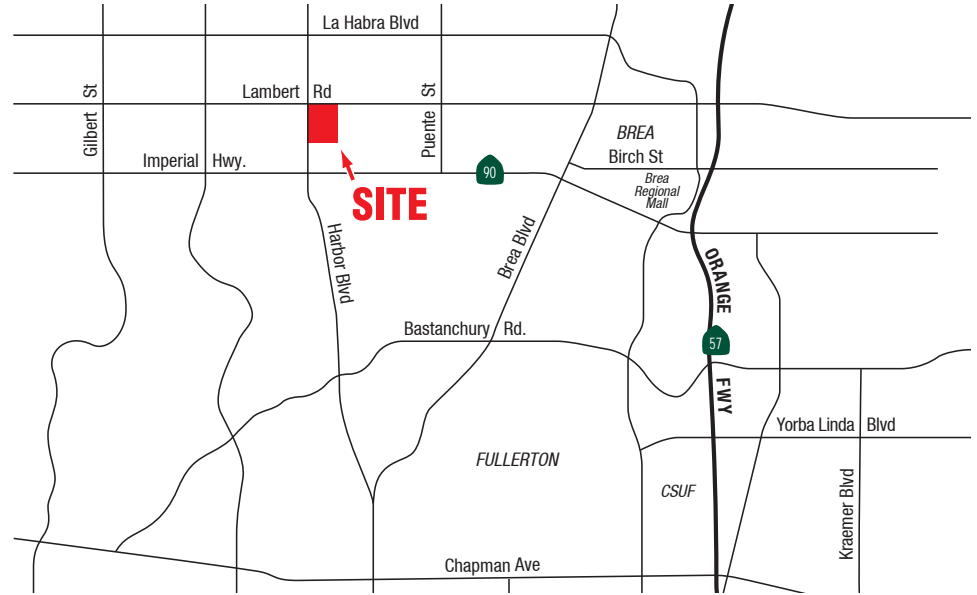 La Habra Blvd
Gilbert St
Lambert Rd
Puente St
BREA
Birch St
Imperial Hwy.
90
Brea
Regional
Mall
SITE
Harbor Blvd
Brea Blvd
ORANGE
57
FWY
Bastanchury Rd.
Yorba Linda Blvd
FULLERTON
CSUF
Kraemer Blvd
Chapman Ave